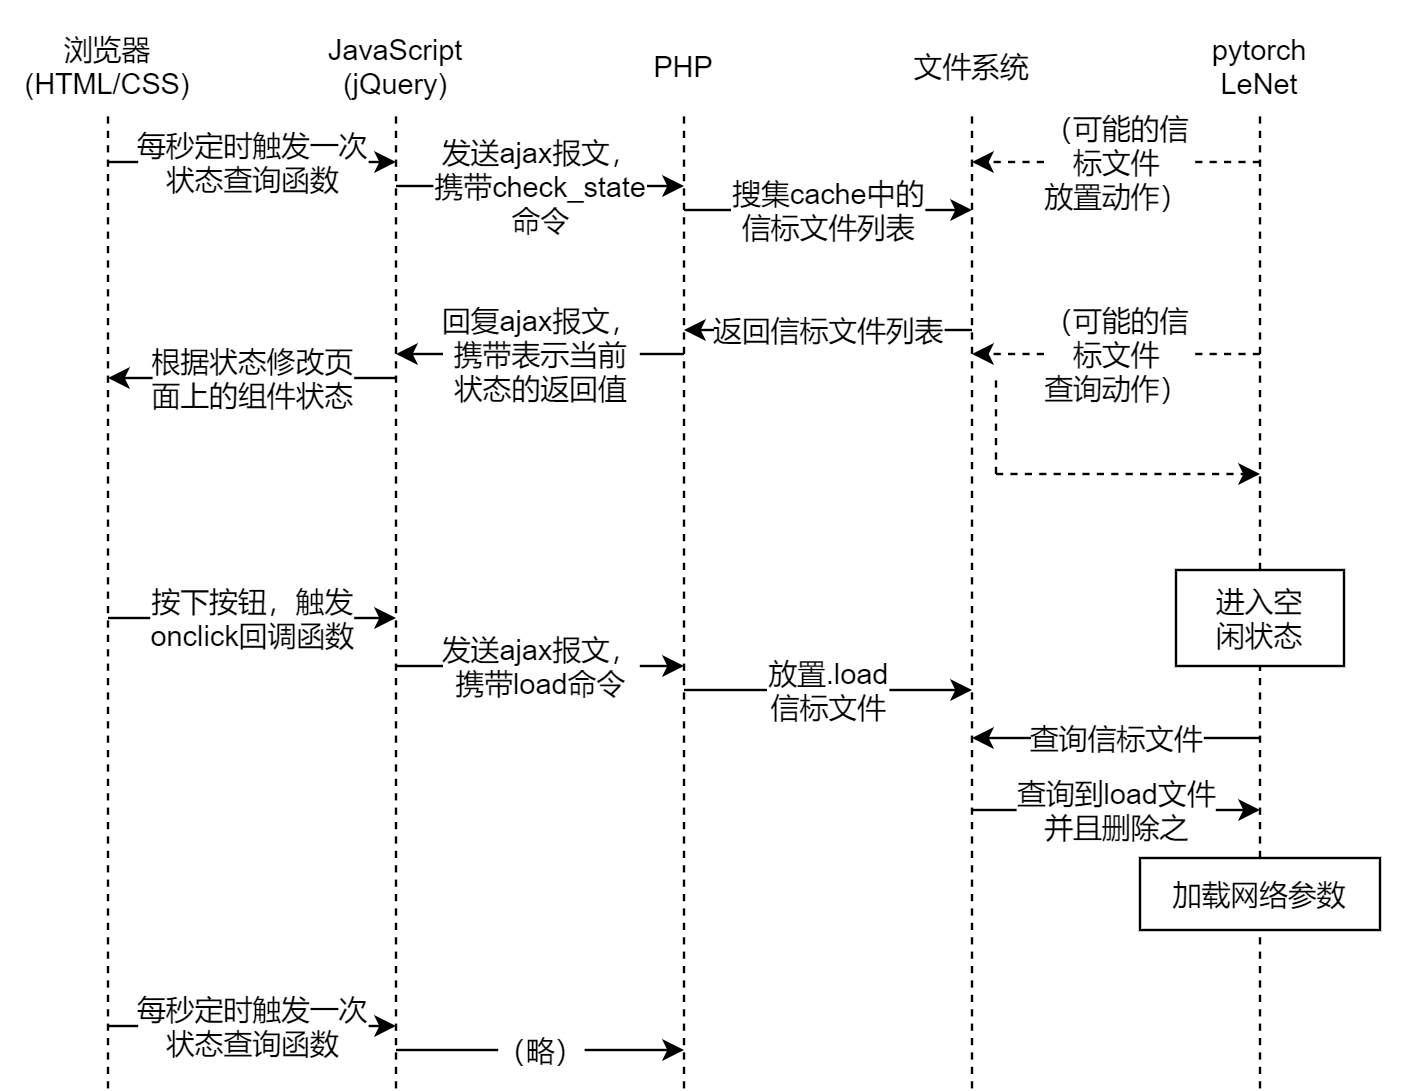 浏览器
(HTML/CSS)
JavaScript
(jQuery)
PHP
文件系统
pytorch
LeNet
每秒定时触发一次
状态查询函数
发送ajax报文，
携带check_state
命令
搜集cache中的
信标文件列表
（可能的信
标文件
放置动作）
返回信标文件列表
回复ajax报文，
携带表示当前
状态的返回值
根据状态修改页
面上的组件状态
（可能的信
标文件
查询动作）
进入空
闲状态
按下按钮，触发
onclick回调函数
发送ajax报文，
携带load命令
放置.load
信标文件
查询信标文件
查询到load文件
并且删除之
加载网络参数
每秒定时触发一次
状态查询函数
（略）